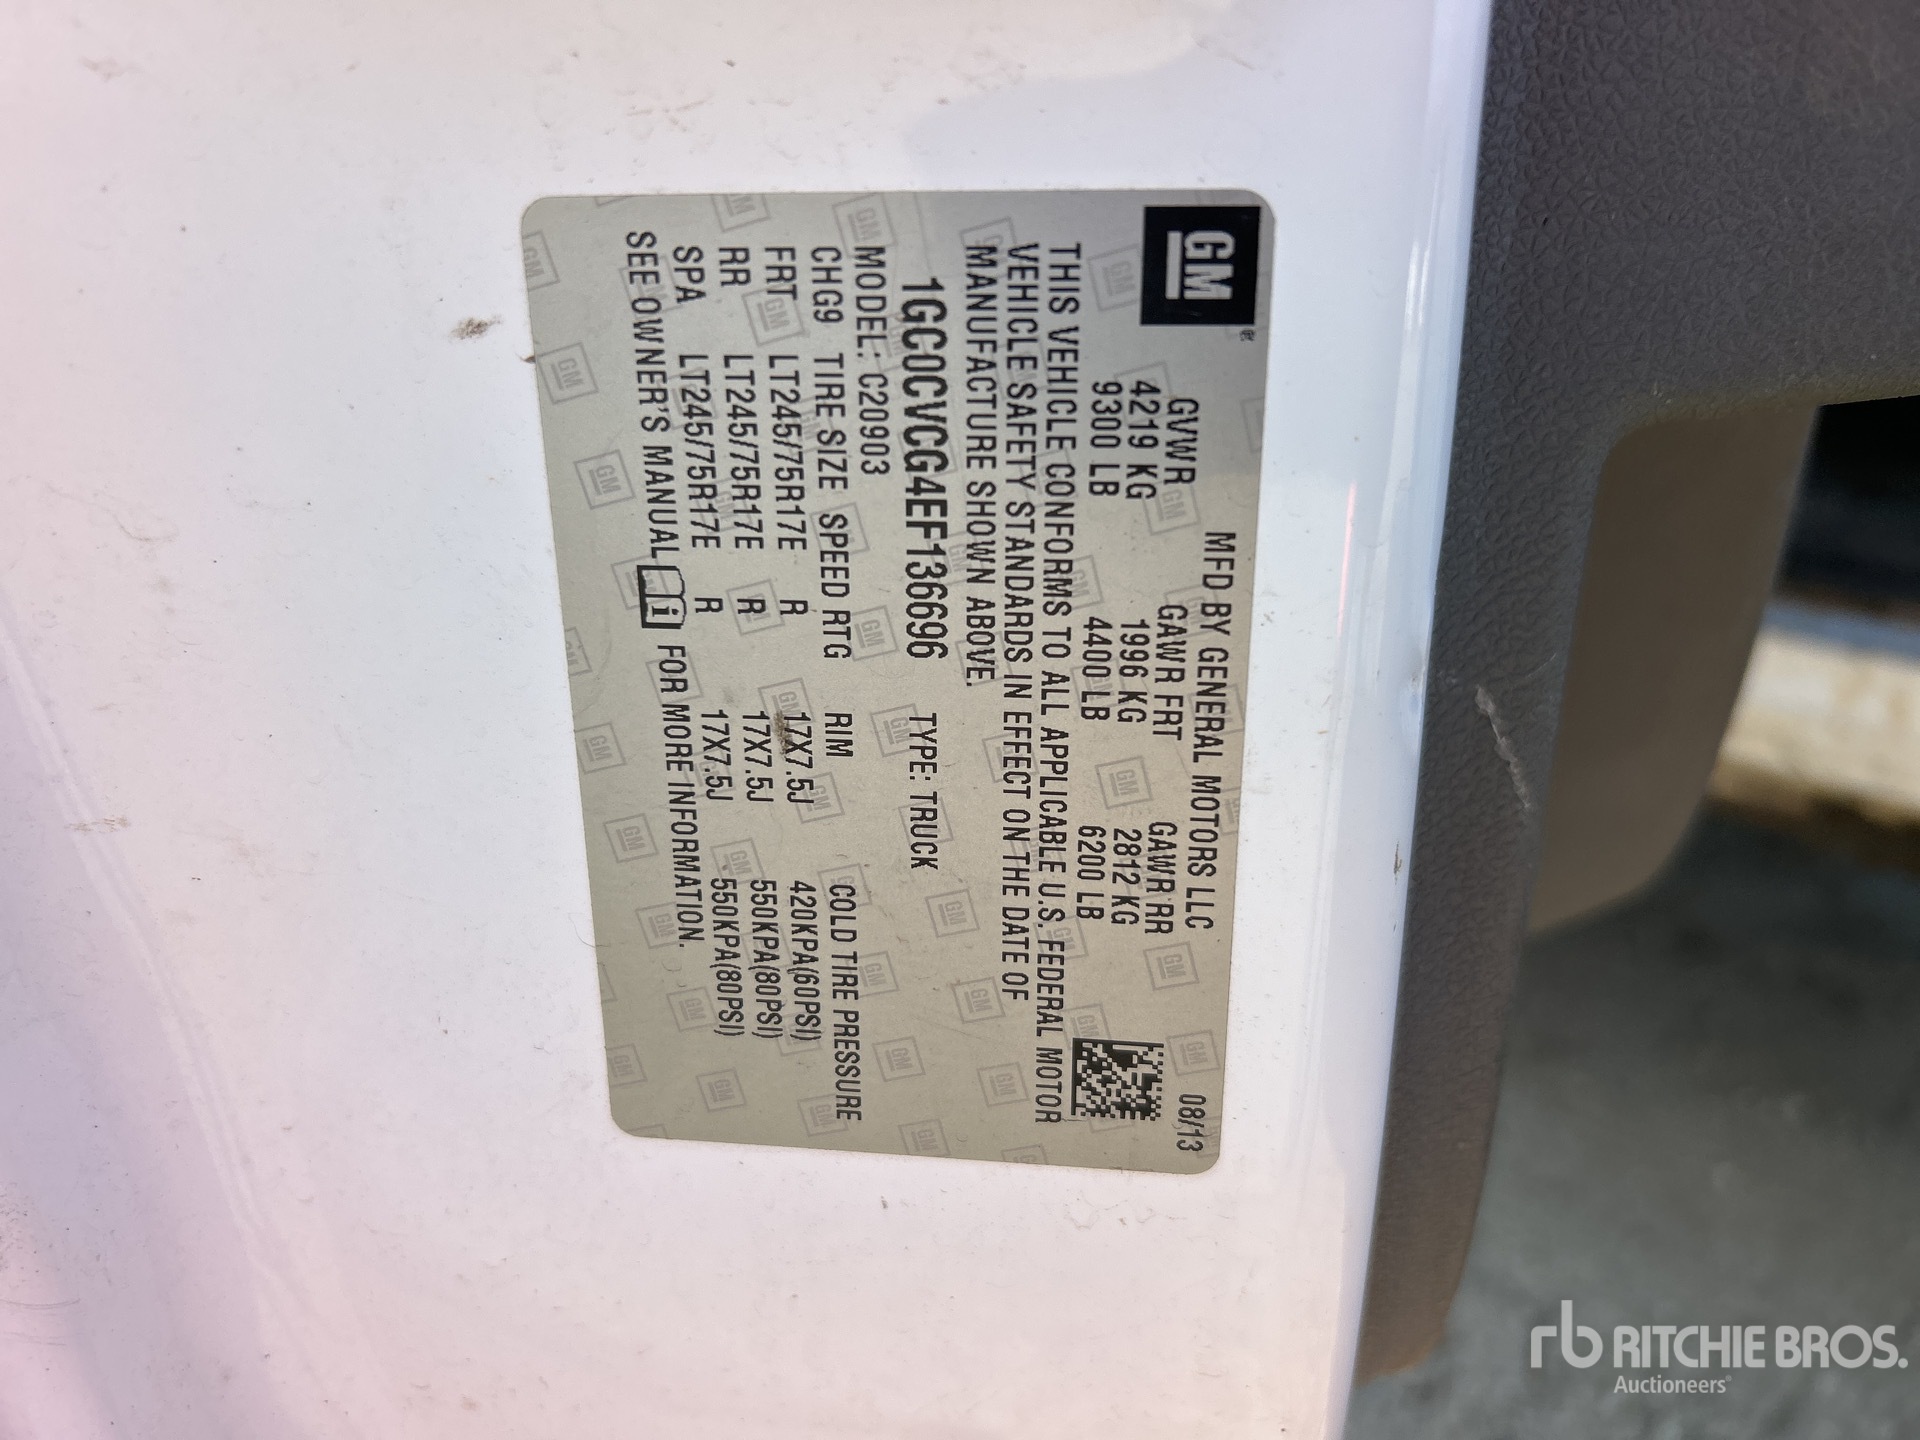 GM
MFD BY GENERAL MOTORS LLC 08/13
GVWR GAWR FRT GAWR RR
4219 KG 1996 KG 2812 KG
9300 LB 4400 LB 6200 LB
THIS VEHICLE CONFORMS TO ALL APPLICABLE U.S. FEDERAL MOTOR
VEHICLE SAFETY STANDARDS IN EFFECT ON THE DATE OF
MANUFACTURE SHOWN ABOVE.
1GC0CVCG4EF136696 TYPE: TRUCK
MODEL: C20903
CHG9 TIRE SIZE SPEED RTG RIM COLD TIRE PRESSURE
FRT LT245/75R17E R 17X7.5J 420KPA(60PSI)
RR LT245/75R17E R 17X7.5J 550KPA(80PSI)
SPA LT245/75R17E R 17X7.5J 550KPA(80PSI)
SEE OWNER'S MANUAL i FOR MORE INFORMATION.
rb RITCHIE BROS.
Auctioneers